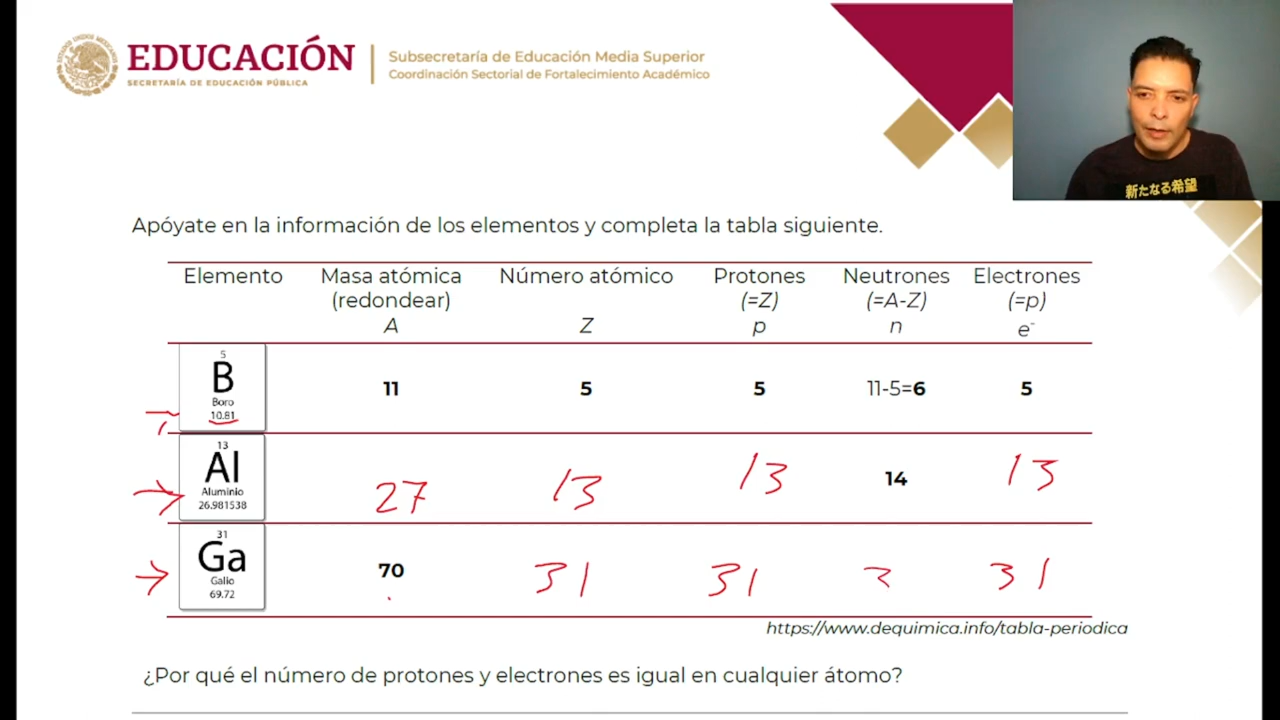 EDUCACIÓN
SECRETARÍA DE EDUCACIÓN PÚBLICA
Subsecretaría de Educación Media Superior
Coordinación Sectorial de Fortalecimiento Académico
新たなる希望
Apóyate en la información de los elementos y completa la tabla siguiente.
Elemento Masa atómica Número atómico Protones Neutrones Electrones
(redondear) (=Z) (=A-Z) (=p)
A Z p n e-
5
B
Boro
10.81
11 5 5 11-5=6 5
13
Al
Aluminio
26.981538
27 13 13 14 13
31
Ga
Galio
69.72
70 31 31 3 31
https://www.dequimica.info/tabla-periodica
¿Por qué el número de protones y electrones es igual en cualquier átomo?